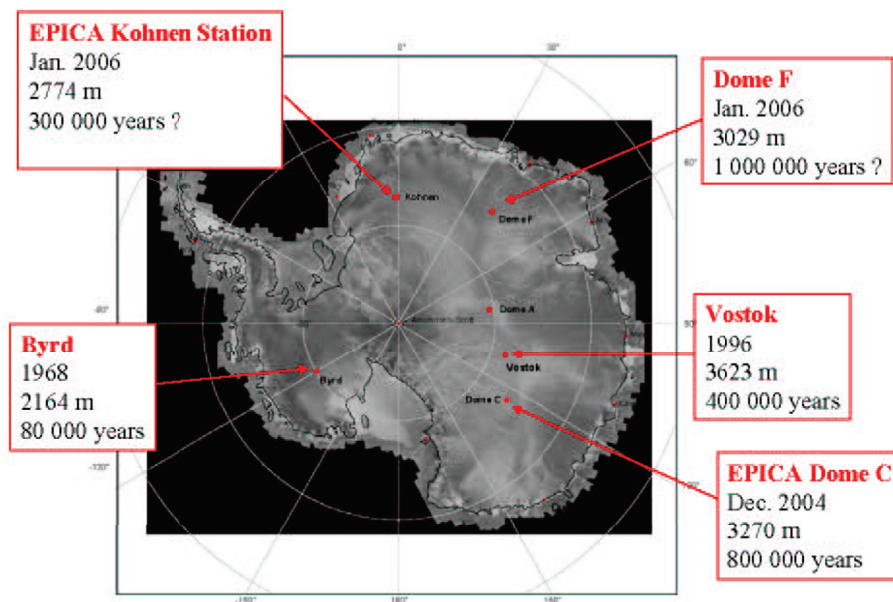 EPICA Kohnen Station
Jan. 2006
2774 m
300 000 years ?
0°
30°
Dome F
Jan. 2006
3029 m
1 000 000 years ?
60°
Kohnen
Dome F
Dome A
Vostok
Dome C
Byrd
Byrd
1968
2164 m
80 000 years
Vostok
1996
3623 m
400 000 years
EPICA Dome C
Dec. 2004
3270 m
800 000 years
-120°
-150°
180°
150°